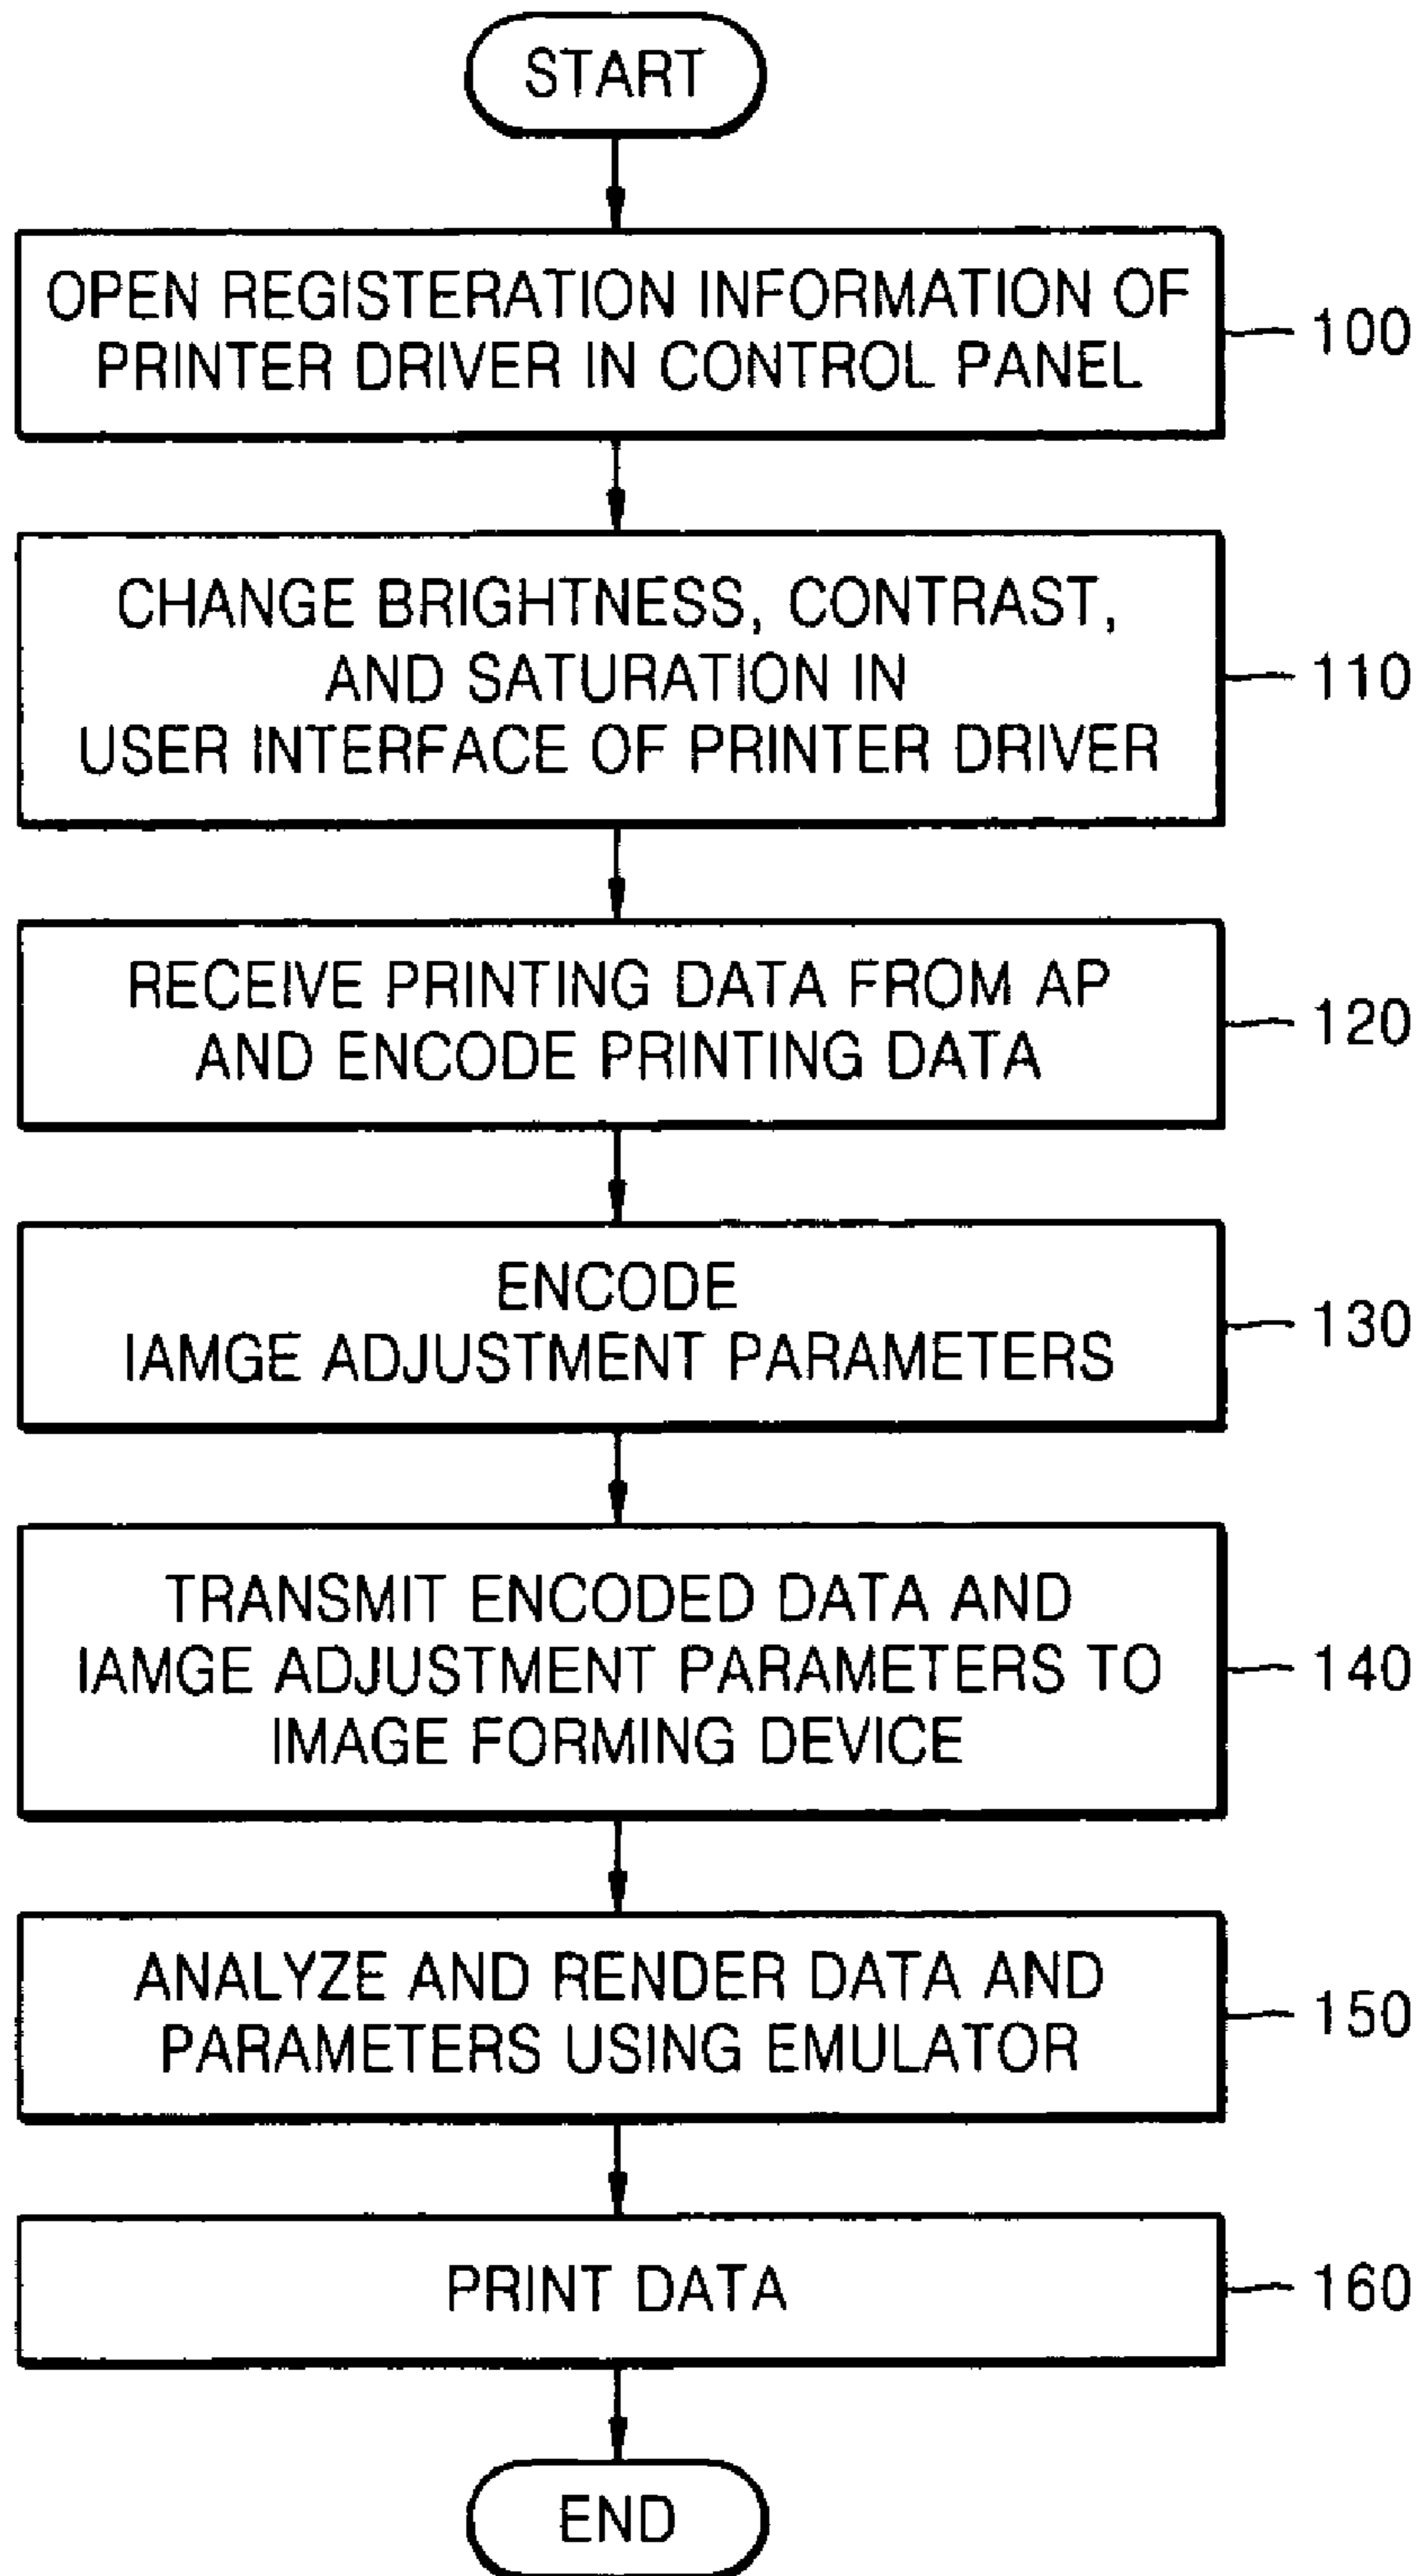 START
OPEN REGISTERATION INFORMATION OF
PRINTER DRIVER IN CONTROL PANEL
100
CHANGE BRIGHTNESS, CONTRAST,
AND SATURATION IN
USER INTERFACE OF PRINTER DRIVER
110
RECEIVE PRINTING DATA FROM AP
AND ENCODE PRINTING DATA
120
ENCODE
IAMGE ADJUSTMENT PARAMETERS
130
TRANSMIT ENCODED DATA AND
IAMGE ADJUSTMENT PARAMETERS TO
IMAGE FORMING DEVICE
140
ANALYZE AND RENDER DATA AND
PARAMETERS USING EMULATOR
150
PRINT DATA
160
END